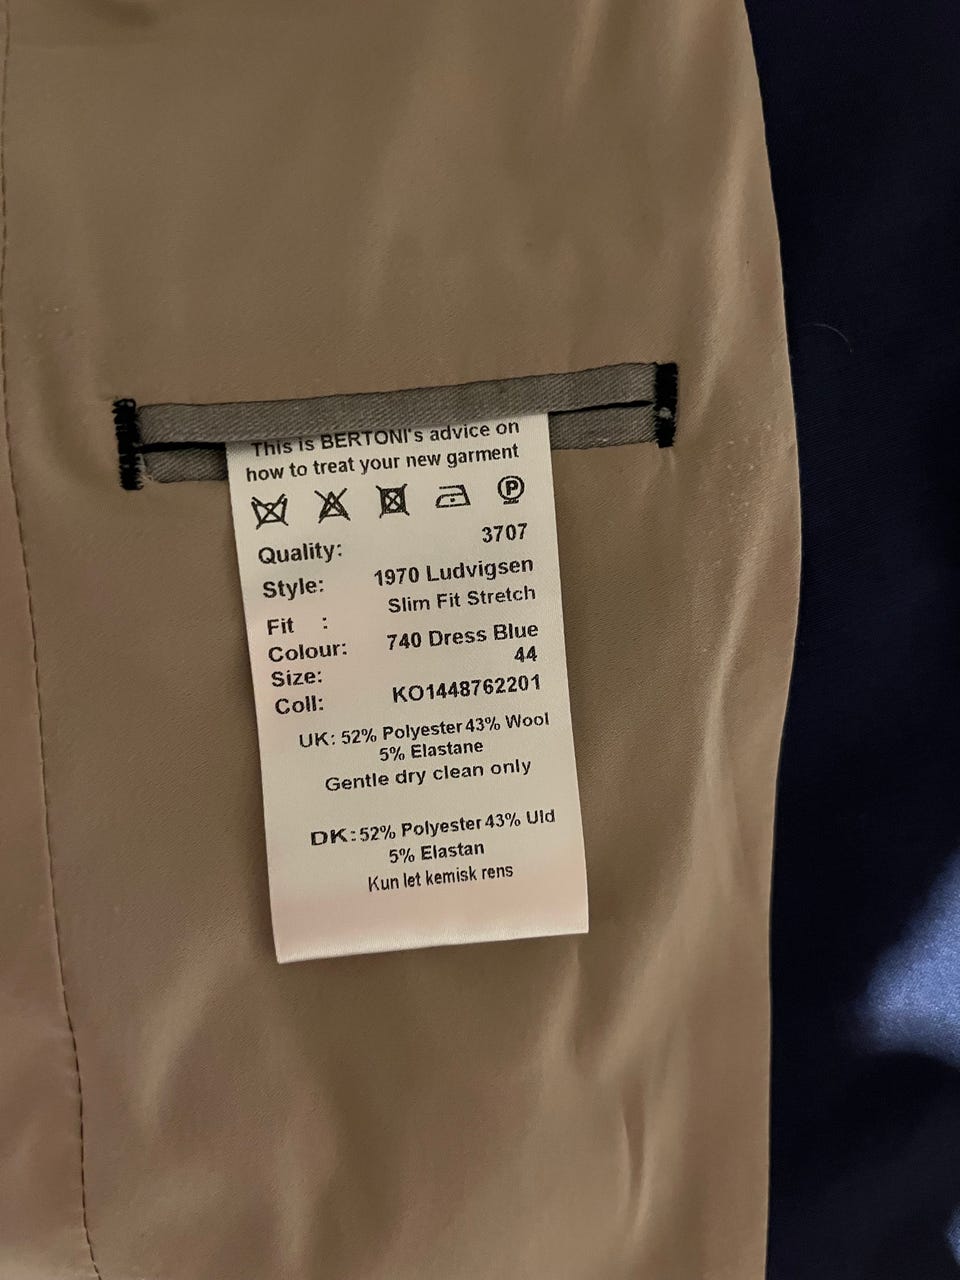 This is BERTONI's advice on
how to treat your new garment
P
Quality: 3707
Style: 1970 Ludvigsen
Fit : Slim Fit Stretch
Colour: 740 Dress Blue
Size: 44
Coll: KO1448762201
UK: 52% Polyester 43% Wool
5% Elastane
Gentle dry clean only
DK: 52% Polyester 43% Uld
5% Elastan
Kun let kemisk rens